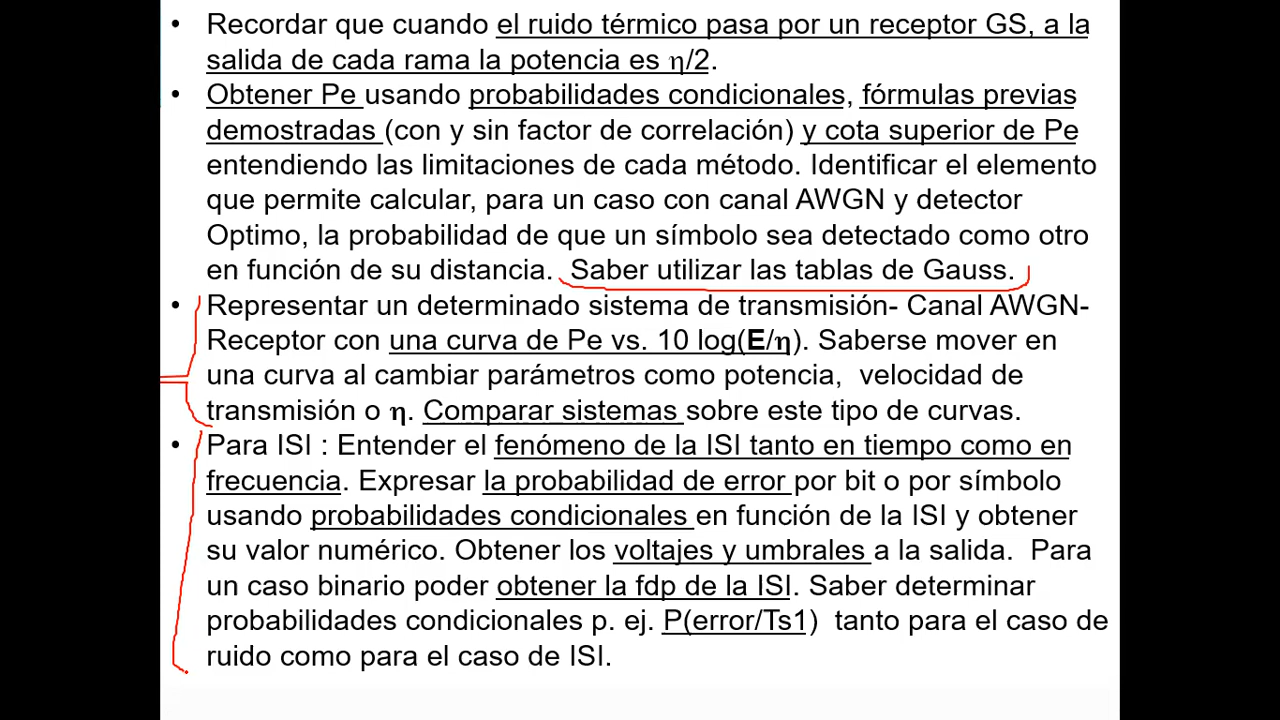 • Recordar que cuando el ruido térmico pasa por un receptor GS, a la
salida de cada rama la potencia es η/2.
• Obtener Pe usando probabilidades condicionales, fórmulas previas
demostradas (con y sin factor de correlación) y cota superior de Pe
entendiendo las limitaciones de cada método. Identificar el elemento
que permite calcular, para un caso con canal AWGN y detector
Optimo, la probabilidad de que un símbolo sea detectado como otro
en función de su distancia. Saber utilizar las tablas de Gauss.
• Representar un determinado sistema de transmisión- Canal AWGN-
Receptor con una curva de Pe vs. 10 log(E/η). Saberse mover en
una curva al cambiar parámetros como potencia, velocidad de
transmisión o η. Comparar sistemas sobre este tipo de curvas.
• Para ISI : Entender el fenómeno de la ISI tanto en tiempo como en
frecuencia. Expresar la probabilidad de error por bit o por símbolo
usando probabilidades condicionales en función de la ISI y obtener
su valor numérico. Obtener los voltajes y umbrales a la salida. Para
un caso binario poder obtener la fdp de la ISI. Saber determinar
probabilidades condicionales p. ej. P(error/Ts1) tanto para el caso de
ruido como para el caso de ISI.